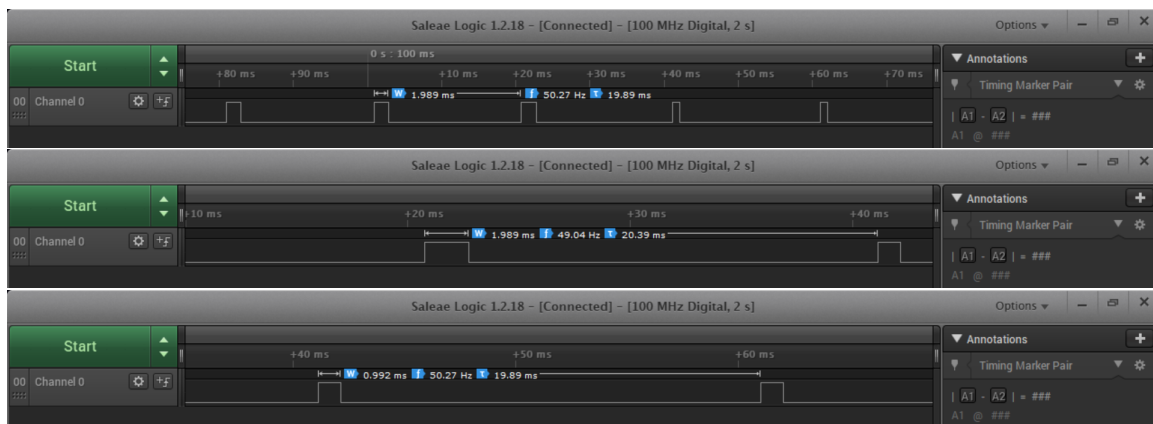 Saleae Logic 1.2.18 – [Connected] – [100 MHz Digital, 2 s]
Options
Start
0 s : 100 ms
+80 ms +90 ms +10 ms +20 ms +30 ms +40 ms +50 ms +60 ms +70 ms
Annotations
Timing Marker Pair
00 Channel 0
W 1.989 ms f 50.27 Hz T 19.89 ms
| A1 - A2 | = ###
A1 @ ###
Saleae Logic 1.2.18 – [Connected] – [100 MHz Digital, 2 s]
Options
Start
+10 ms +20 ms +30 ms +40 ms
Annotations
Timing Marker Pair
00 Channel 0
W 1.989 ms f 49.04 Hz T 20.39 ms
| A1 - A2 | = ###
A1 @ ###
Saleae Logic 1.2.18 – [Connected] – [100 MHz Digital, 2 s]
Options
Start
+40 ms +50 ms +60 ms
Annotations
Timing Marker Pair
00 Channel 0
W 0.992 ms f 50.27 Hz T 19.89 ms
| A1 - A2 | = ###
A1 @ ###